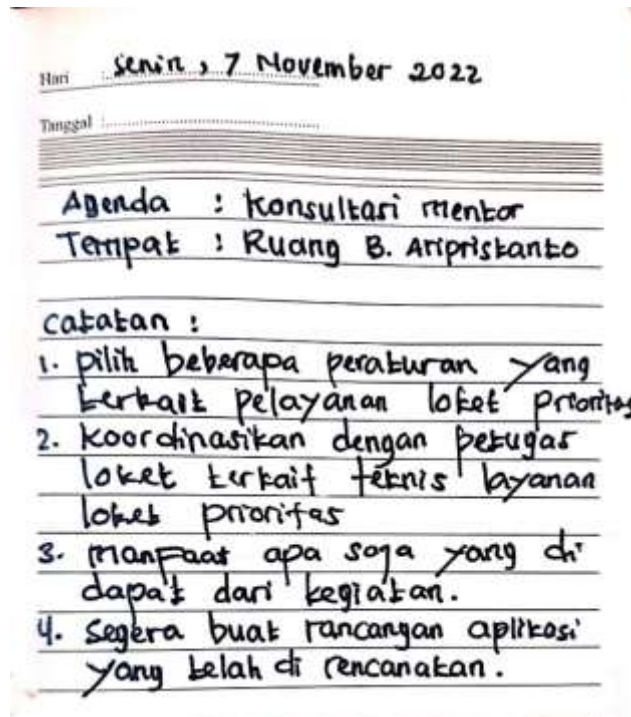 Hari : Senin, 7 November 2022
Tanggal :
Agenda : Konsultasi mentor
Tempat : Ruang B. Aripristanto
catatan :
1. pilih beberapa peraturan yang
terkait pelayanan loket prioritas
2. Koordinasikan dengan petugas
loket terkait teknis layanan
loket prioritas
3. Manfaat apa saja yang di
dapat dari kegiatan.
4. Segera buat rancangan aplikasi
yang telah di rencanakan.